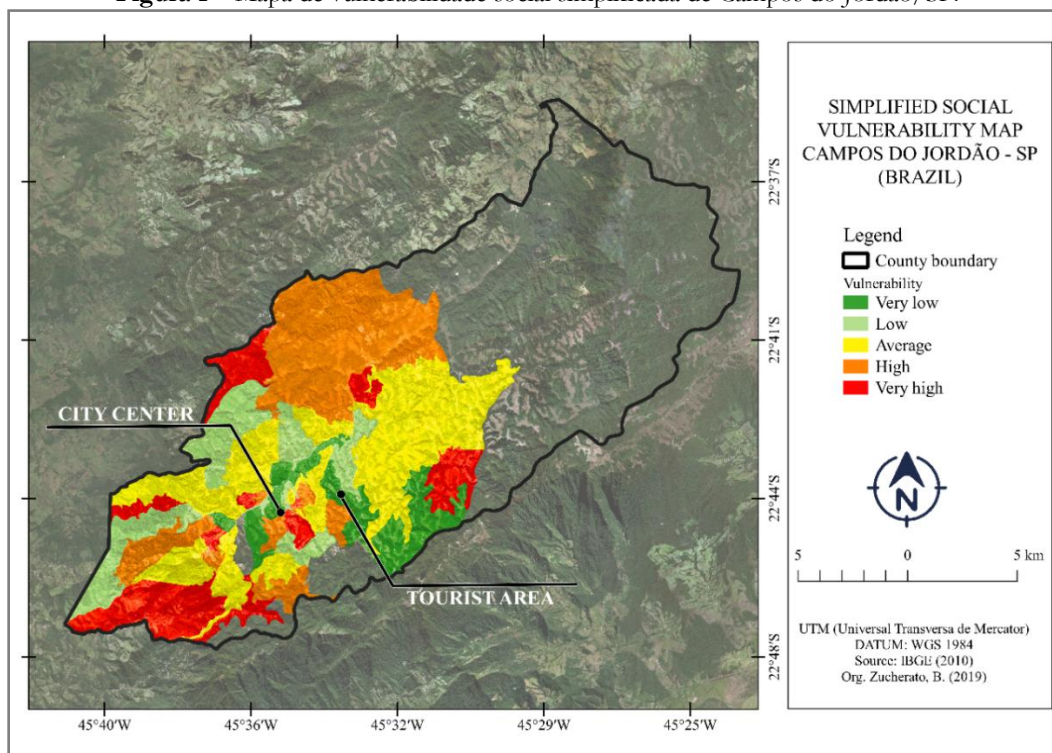 Figura 1 – Mapa de vulnerabilidade social simplificada de Campos do Jordão/SP.
SIMPLIFIED SOCIAL
VULNERABILITY MAP
CAMPOS DO JORDÃO - SP
(BRAZIL)
Legend
County boundary
Vulnerability
Very low
Low
Average
High
Very high
N
5 0 5 km
UTM (Universal Transversa de Mercator)
DATUM: WGS 1984
Source: IBGE (2010)
Org. Zucherato, B. (2019)
CITY CENTER
TOURIST AREA
22°37'S
22°41'S
22°44'S
22°48'S
45°40'W 45°36'W 45°32'W 45°29'W 45°25'W